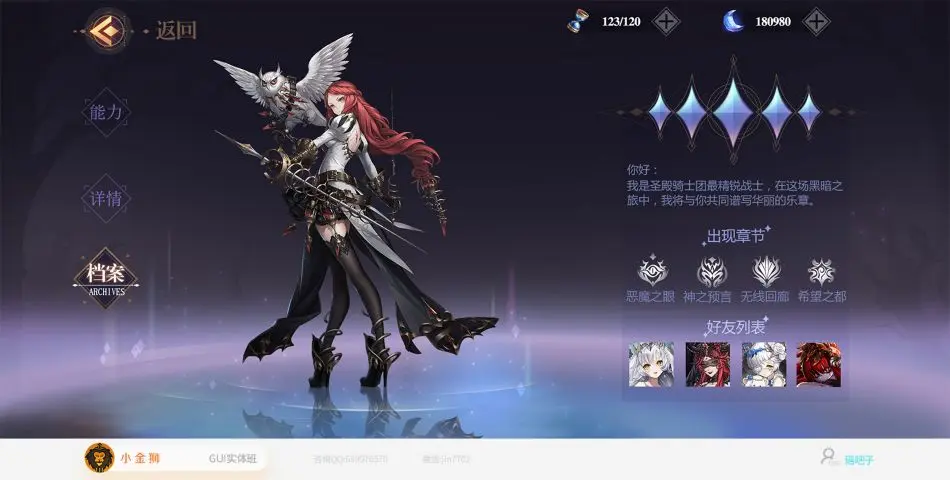 返回
123/120
180980
能力
详情
档案
ARCHIVES
你好：
我是圣殿骑士团最精锐战士，在这场黑暗之
旅中，我将与你共同谱写华丽的乐章。
出现章节
恶魔之眼 神之预言 无线回廊 希望之都
好友列表
小金狮
GUI实体班
猫吧子